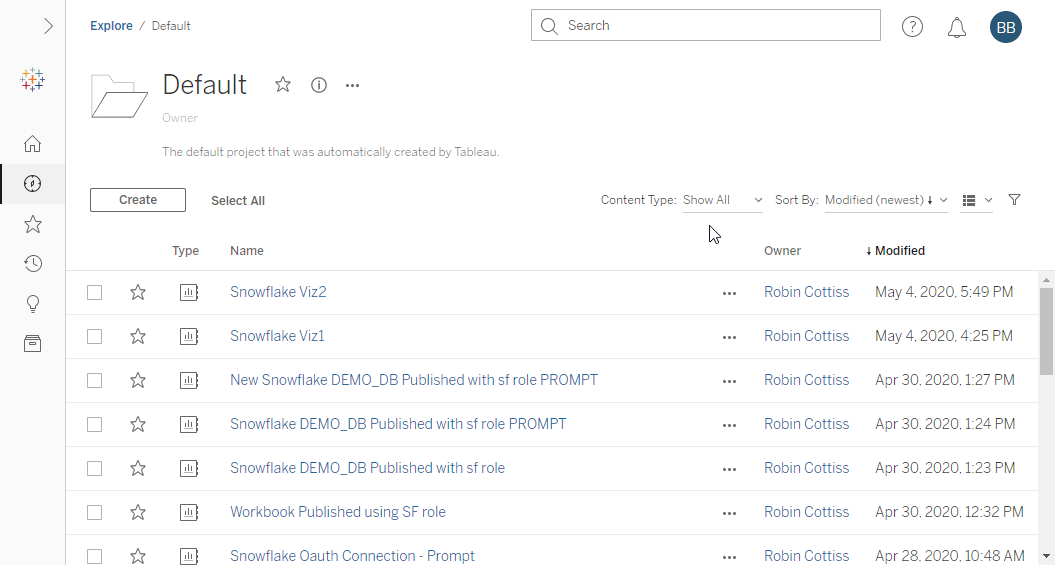 Explore / Default
Search
BB
Default
Owner
The default project that was automatically created by Tableau.
Create Select All Content Type: Show All Sort By: Modified (newest) ↓
Type Name Owner ↓ Modified
Snowflake Viz2 ••• Robin Cottiss May 4, 2020, 5:49 PM
Snowflake Viz1 ••• Robin Cottiss May 4, 2020, 4:25 PM
New Snowflake DEMO_DB Published with sf role PROMPT ••• Robin Cottiss Apr 30, 2020, 1:27 PM
Snowflake DEMO_DB Published with sf role PROMPT ••• Robin Cottiss Apr 30, 2020, 1:24 PM
Snowflake DEMO_DB Published with sf role ••• Robin Cottiss Apr 30, 2020, 1:23 PM
Workbook Published using SF role ••• Robin Cottiss Apr 30, 2020, 12:32 PM
Snowflake Oauth Connection - Prompt ••• Robin Cottiss Apr 28, 2020, 10:48 AM